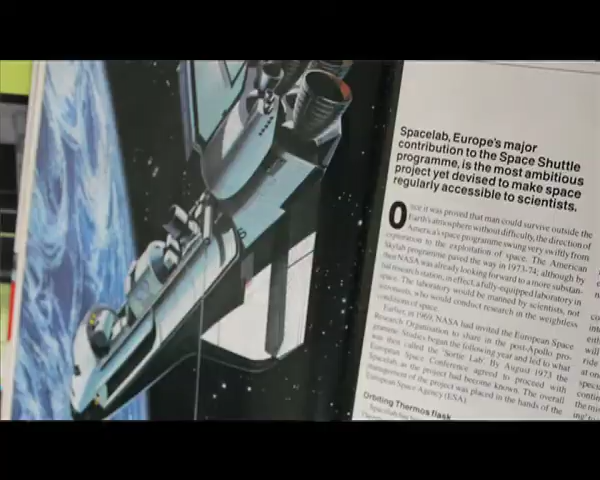 Spacelab, Europe's major
contribution to the Space Shuttle
programme, is the most ambitious
project yet devised to make space
regularly accessible to scientists.
Once it was proved that man could survive outside the
Earth's atmosphere without difficulty, the direction of
America's space programme swung very swiftly from
exploration to the exploitation of space. The American
Skylab programme paved the way in 1973-74; although by
then NASA was already looking forward to a more substan-
tial research station, in effect, a fully-equipped laboratory in
space. The laboratory would be manned by scientists, not
astronauts, who would conduct research in the weightless
conditions of space.
Earlier, in 1969, NASA had invited the European Space
Research Organisation to share in the post-Apollo pro-
gramme. Studies began the following year and led to what
was then called the 'Sortie Lab'. By August 1973 the
European Space Conference agreed to proceed with
Spacelab, as the project had become known. The overall
management of the project was placed in the hands of the
European Space Agency (ESA).
Orbiting Thermos flask
Spacelab